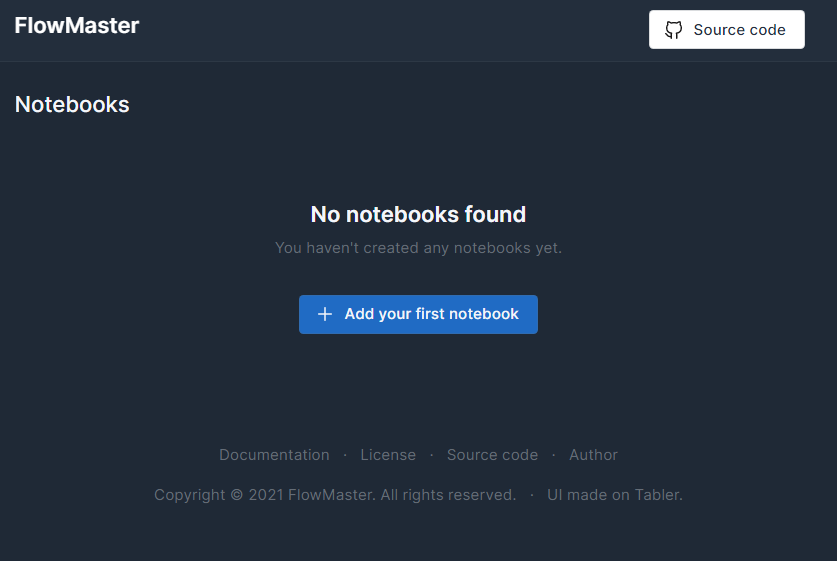 FlowMaster
Source code
Notebooks
No notebooks found
You haven't created any notebooks yet.
Add your first notebook
Documentation · License · Source code · Author
Copyright © 2021 FlowMaster. All rights reserved. · UI made on Tabler.